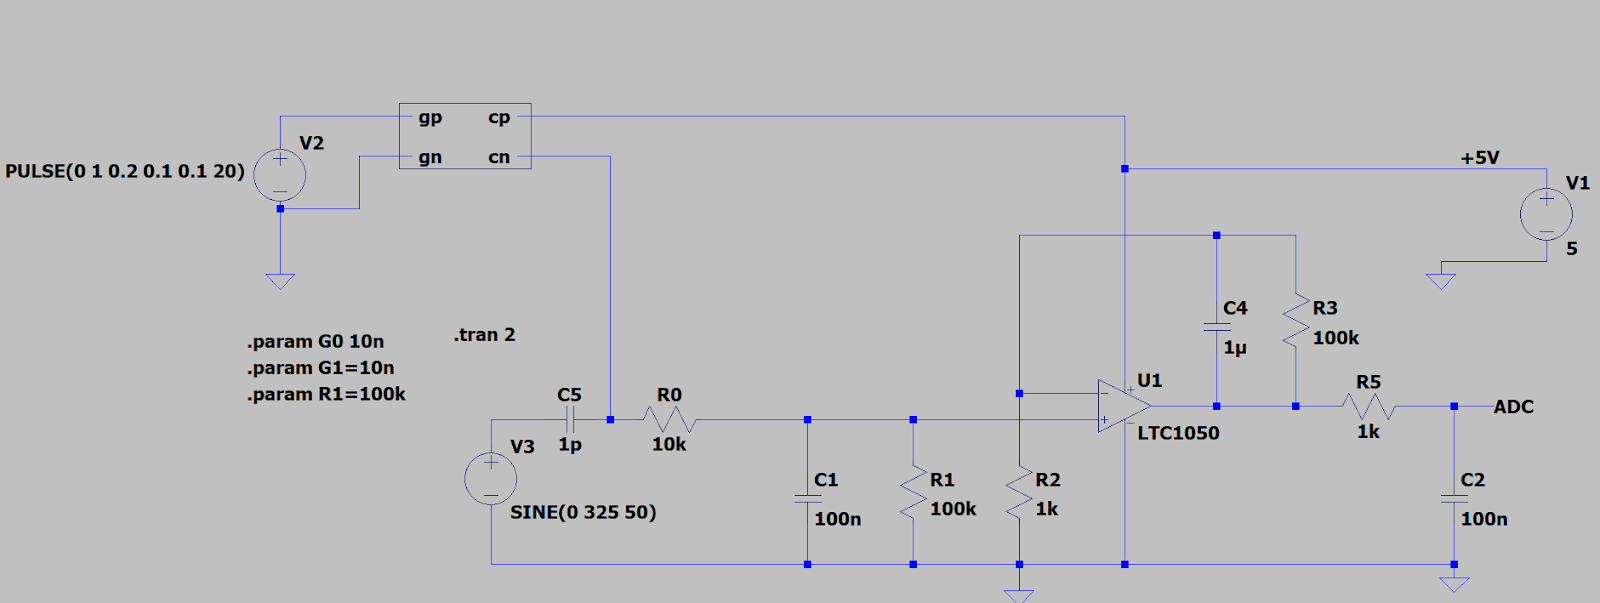 gp cp
V2
gn cn
PULSE(0 1 0.2 0.1 0.1 20)
+5V
V1
5
.param G0 10n
.param G1=10n
.param R1=100k
.tran 2
C4
1µ
R3
100k
C5
1p
R0
10k
U1
+
−
LTC1050
R5
1k
ADC
V3
SINE(0 325 50)
C1
100n
R1
100k
R2
1k
C2
100n